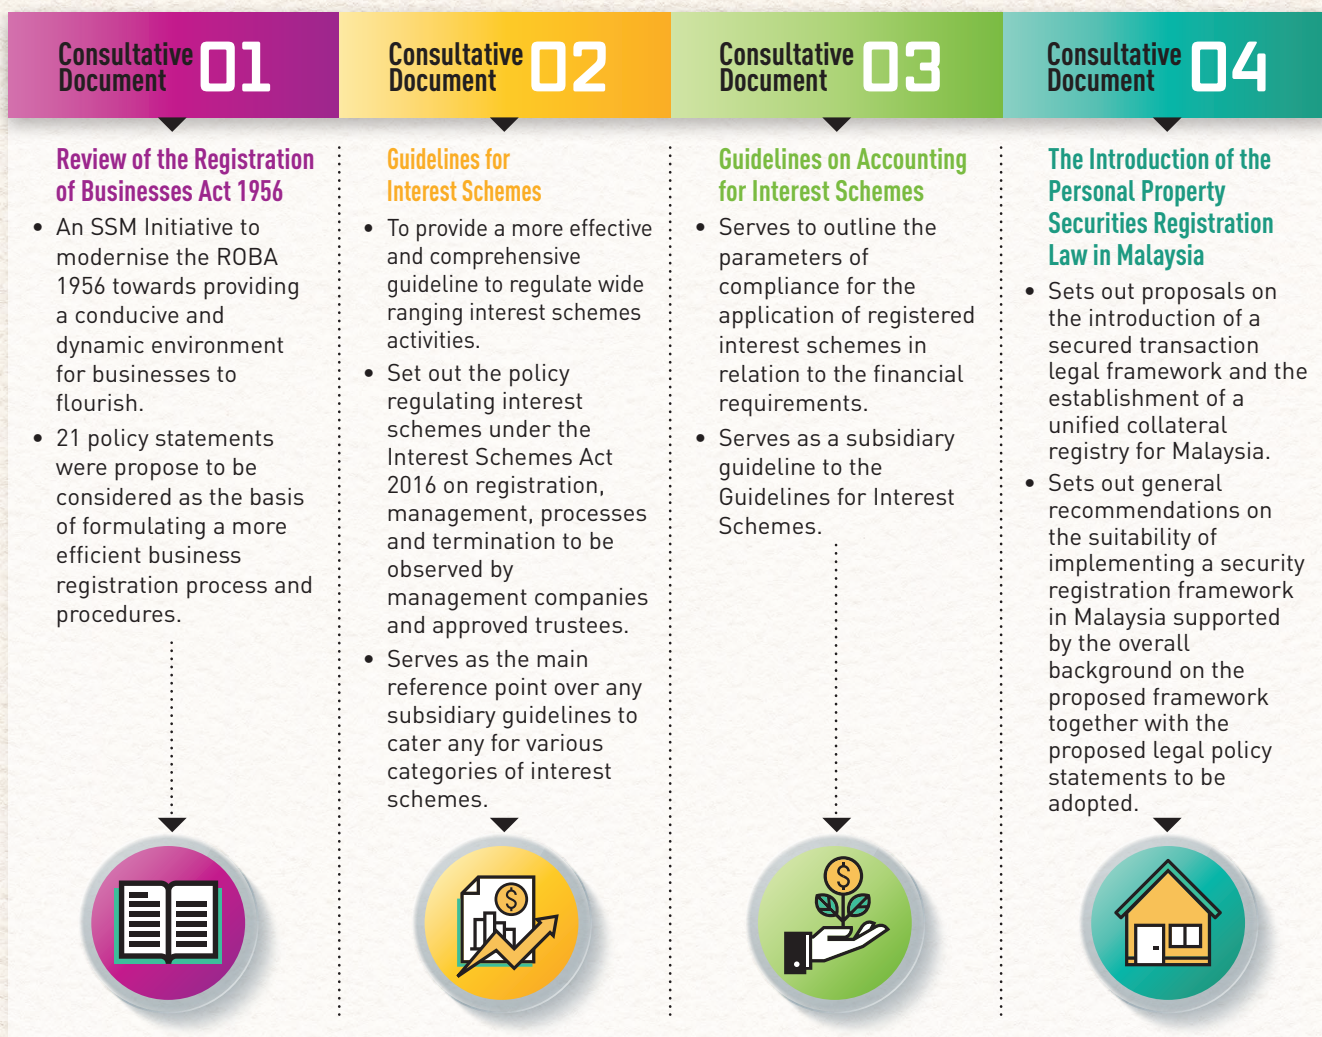 Consultative
Document 01
Review of the Registration
of Businesses Act 1956
• An SSM Initiative to
modernise the ROBA
1956 towards providing
a conducive and
dynamic environment
for businesses to
flourish.
• 21 policy statements
were propose to be
considered as the basis
of formulating a more
efficient business
registration process and
procedures.
Consultative
Document 02
Guidelines for
Interest Schemes
• To provide a more effective
and comprehensive
guideline to regulate wide
ranging interest schemes
activities.
• Set out the policy
regulating interest
schemes under the
Interest Schemes Act
2016 on registration,
management, processes
and termination to be
observed by
management companies
and approved trustees.
• Serves as the main
reference point over any
subsidiary guidelines to
cater any for various
categories of interest
schemes.
$
Consultative
Document 03
Guidelines on Accounting
for Interest Schemes
• Serves to outline the
parameters of
compliance for the
application of registered
interest schemes in
relation to the financial
requirements.
• Serves as a subsidiary
guideline to the
Guidelines for Interest
Schemes.
$
Consultative
Document 04
The Introduction of the
Personal Property
Securities Registration
Law in Malaysia
• Sets out proposals on
the introduction of a
secured transaction
legal framework and the
establishment of a
unified collateral
registry for Malaysia.
• Sets out general
recommendations on
the suitability of
implementing a security
registration framework
in Malaysia supported
by the overall
background on the
proposed framework
together with the
proposed legal policy
statements to be
adopted.